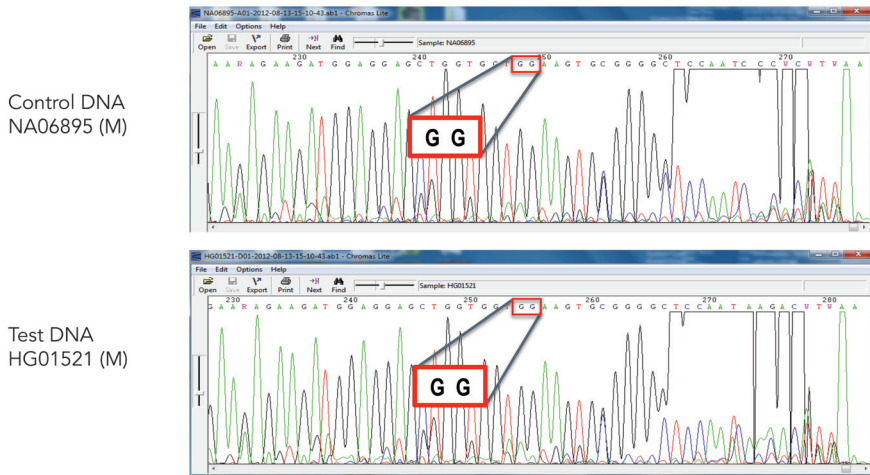 NA06895-A01-2012-08-13-15-10-43.ab1 - Chromas Lite
File Edit Options Help
Open Save Export Print Next Find Sample: NA06895
230 240 250 260 270
A A R A G A A G A T G G A G G A G C T G G T G C T G G A A G T G C G G G G C T C C A A T C C C W C W T W A A
Control DNA
NA06895 (M)
G G
HG01521-D01-2012-08-13-15-10-43.ab1 - Chromas Lite
File Edit Options Help
Open Save Export Print Next Find Sample: HG01521
230 240 250 260 270 280
Test DNA
HG01521 (M)
G G